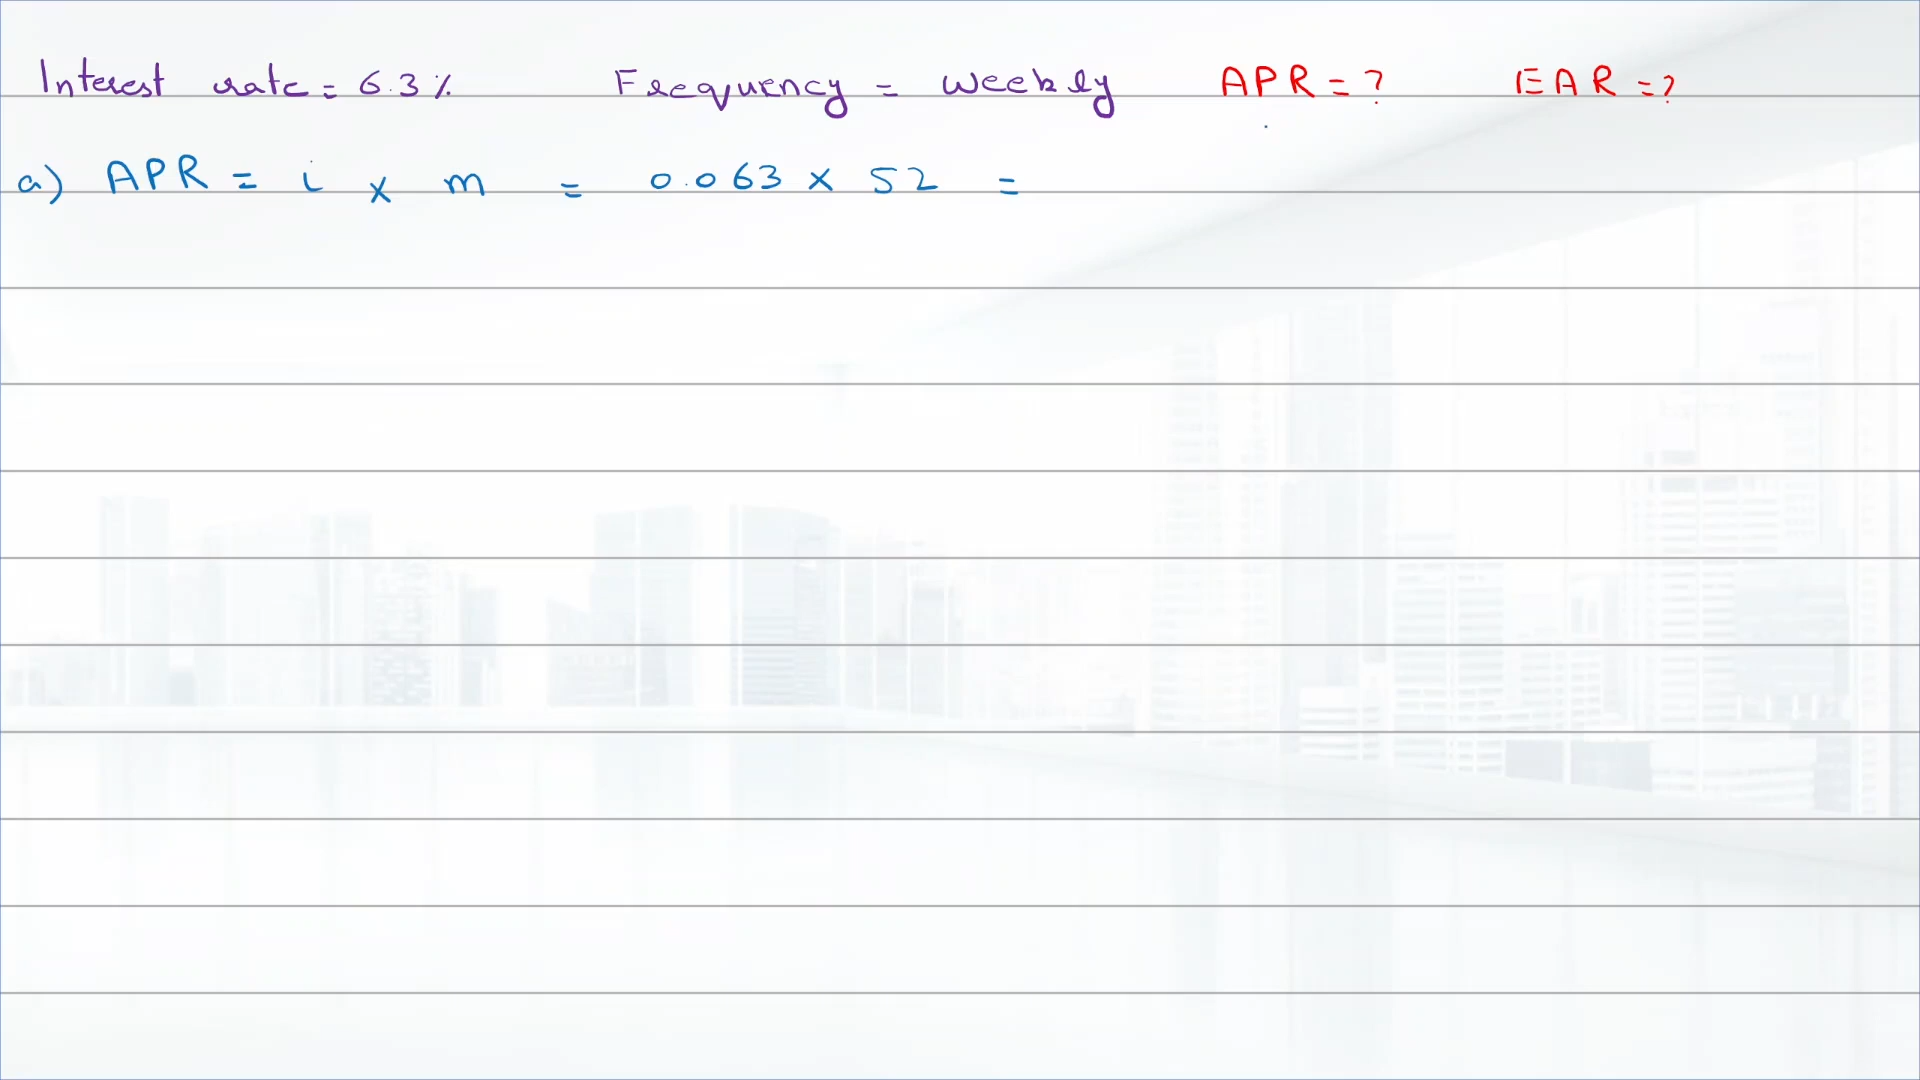 Interest rate = 6.3% Frequency = weekly APR = ? EAR = ?
a) APR = i x m = 0.063 x 52 =